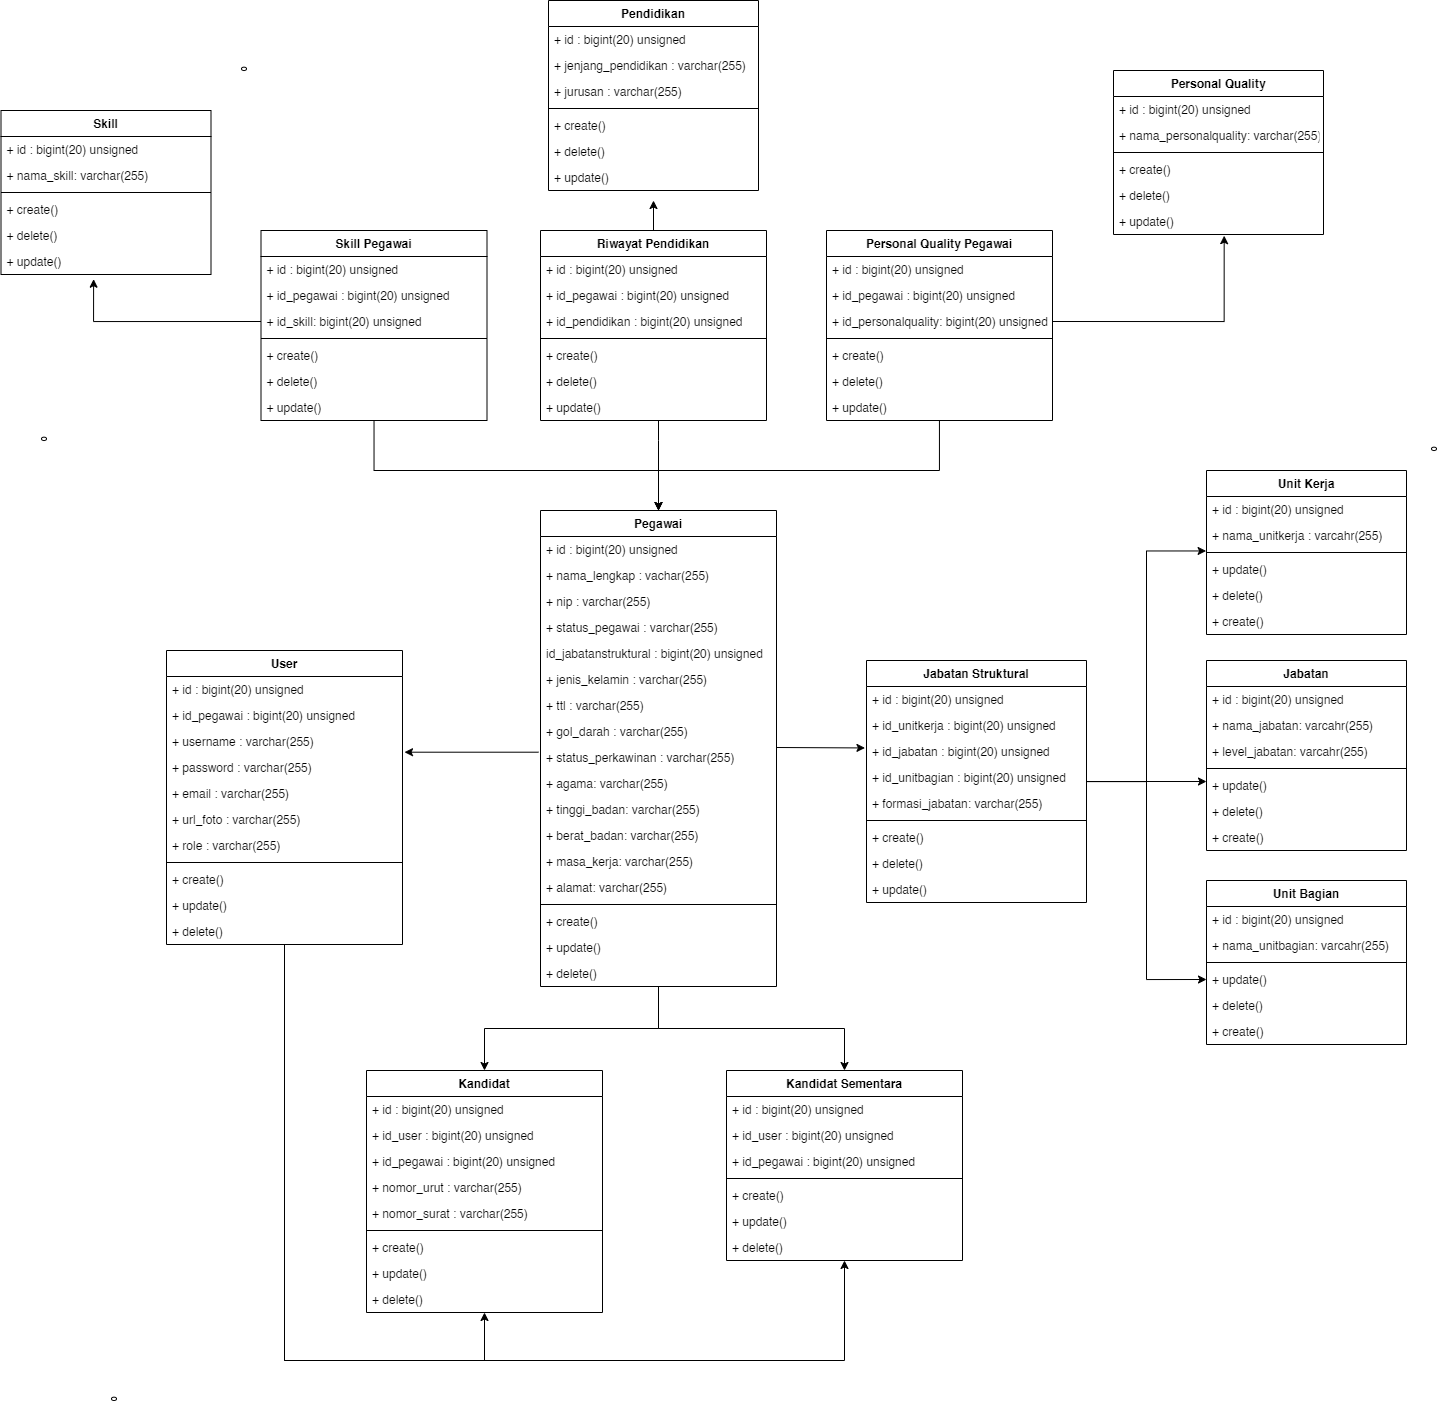 Pendidikan
+ id : bigint(20) unsigned
+ jenjang_pendidikan : varchar(255)
+ jurusan : varchar(255)
+ create()
+ delete()
+ update()
Personal Quality
+ id : bigint(20) unsigned
+ nama_personalquality: varchar(255)
+ create()
+ delete()
+ update()
Skill
+ id : bigint(20) unsigned
+ nama_skill: varchar(255)
+ create()
+ delete()
+ update()
Skill Pegawai
+ id : bigint(20) unsigned
+ id_pegawai : bigint(20) unsigned
+ id_skill: bigint(20) unsigned
+ create()
+ delete()
+ update()
Riwayat Pendidikan
+ id : bigint(20) unsigned
+ id_pegawai : bigint(20) unsigned
+ id_pendidikan : bigint(20) unsigned
+ create()
+ delete()
+ update()
Personal Quality Pegawai
+ id : bigint(20) unsigned
+ id_pegawai : bigint(20) unsigned
+ id_personalquality: bigint(20) unsigned
+ create()
+ delete()
+ update()
Unit Kerja
+ id : bigint(20) unsigned
+ nama_unitkerja : varcahr(255)
+ update()
+ delete()
+ create()
Pegawai
+ id : bigint(20) unsigned
+ nama_lengkap : vachar(255)
+ nip : varchar(255)
+ status_pegawai : varchar(255)
id_jabatanstruktural : bigint(20) unsigned
+ jenis_kelamin : varchar(255)
+ ttl : varchar(255)
+ gol_darah : varchar(255)
+ status_perkawinan : varchar(255)
+ agama: varchar(255)
+ tinggi_badan: varchar(255)
+ berat_badan: varchar(255)
+ masa_kerja: varchar(255)
+ alamat: varchar(255)
+ create()
+ update()
+ delete()
User
+ id : bigint(20) unsigned
+ id_pegawai : bigint(20) unsigned
+ username : varchar(255)
+ password : varchar(255)
+ email : varchar(255)
+ url_foto : varchar(255)
+ role : varchar(255)
+ create()
+ update()
+ delete()
Jabatan Struktural
+ id : bigint(20) unsigned
+ id_unitkerja : bigint(20) unsigned
+ id_jabatan : bigint(20) unsigned
+ id_unitbagian : bigint(20) unsigned
+ formasi_jabatan: varchar(255)
+ create()
+ delete()
+ update()
Jabatan
+ id : bigint(20) unsigned
+ nama_jabatan: varcahr(255)
+ level_jabatan: varcahr(255)
+ update()
+ delete()
+ create()
Unit Bagian
+ id : bigint(20) unsigned
+ nama_unitbagian: varcahr(255)
+ update()
+ delete()
+ create()
Kandidat
+ id : bigint(20) unsigned
+ id_user : bigint(20) unsigned
+ id_pegawai : bigint(20) unsigned
+ nomor_urut : varchar(255)
+ nomor_surat : varchar(255)
+ create()
+ update()
+ delete()
Kandidat Sementara
+ id : bigint(20) unsigned
+ id_user : bigint(20) unsigned
+ id_pegawai : bigint(20) unsigned
+ create()
+ update()
+ delete()